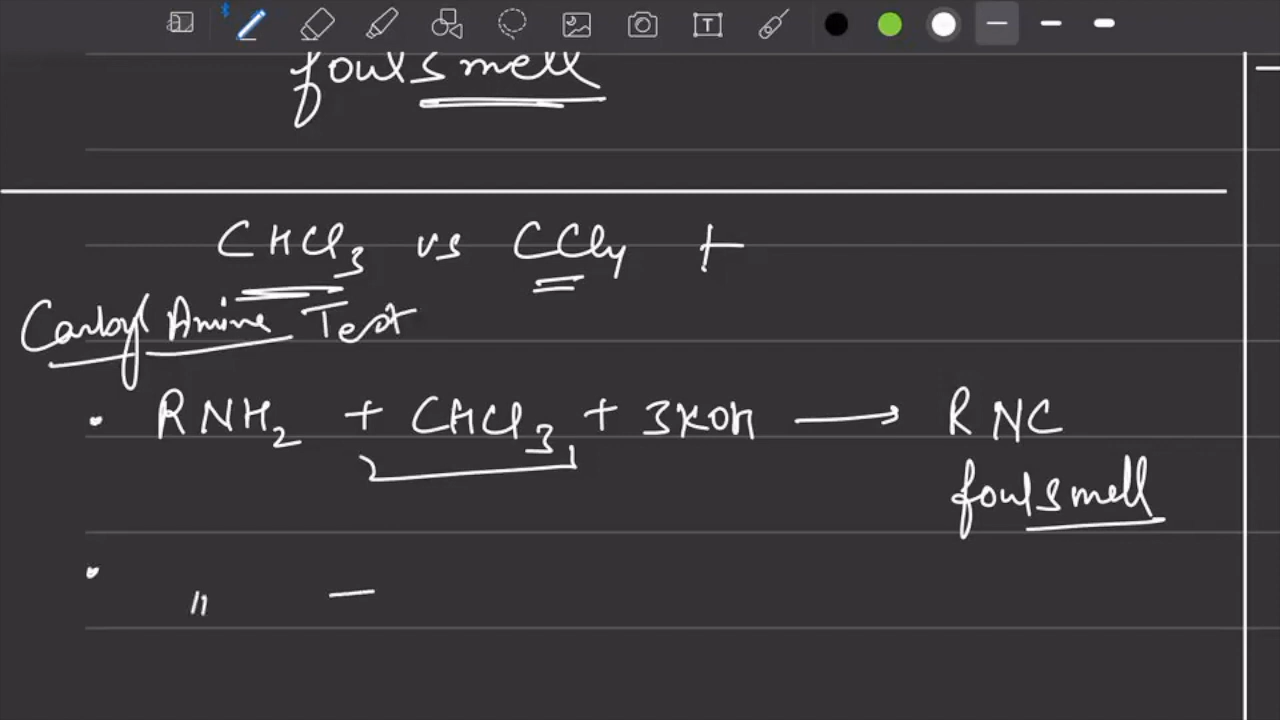 foul smell
CHCl3 vs CCl4 +
Carbyl Amine Test
• RNH2 + CHCl3 + 3KOH → RNC
foul smell
• " —